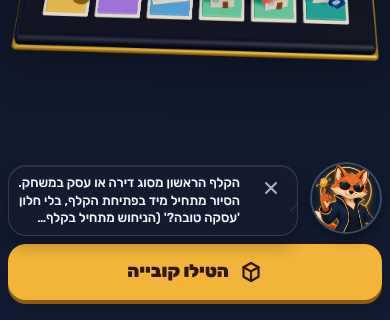 הקלף הראשון מסוג דירה או עסק במשחק.
הסיור מתחיל מיד בפתיחת הקלף, בלי חלון
'עסקה טובה?' (הניחוש מתחיל בקלף...
הטילו קובייה